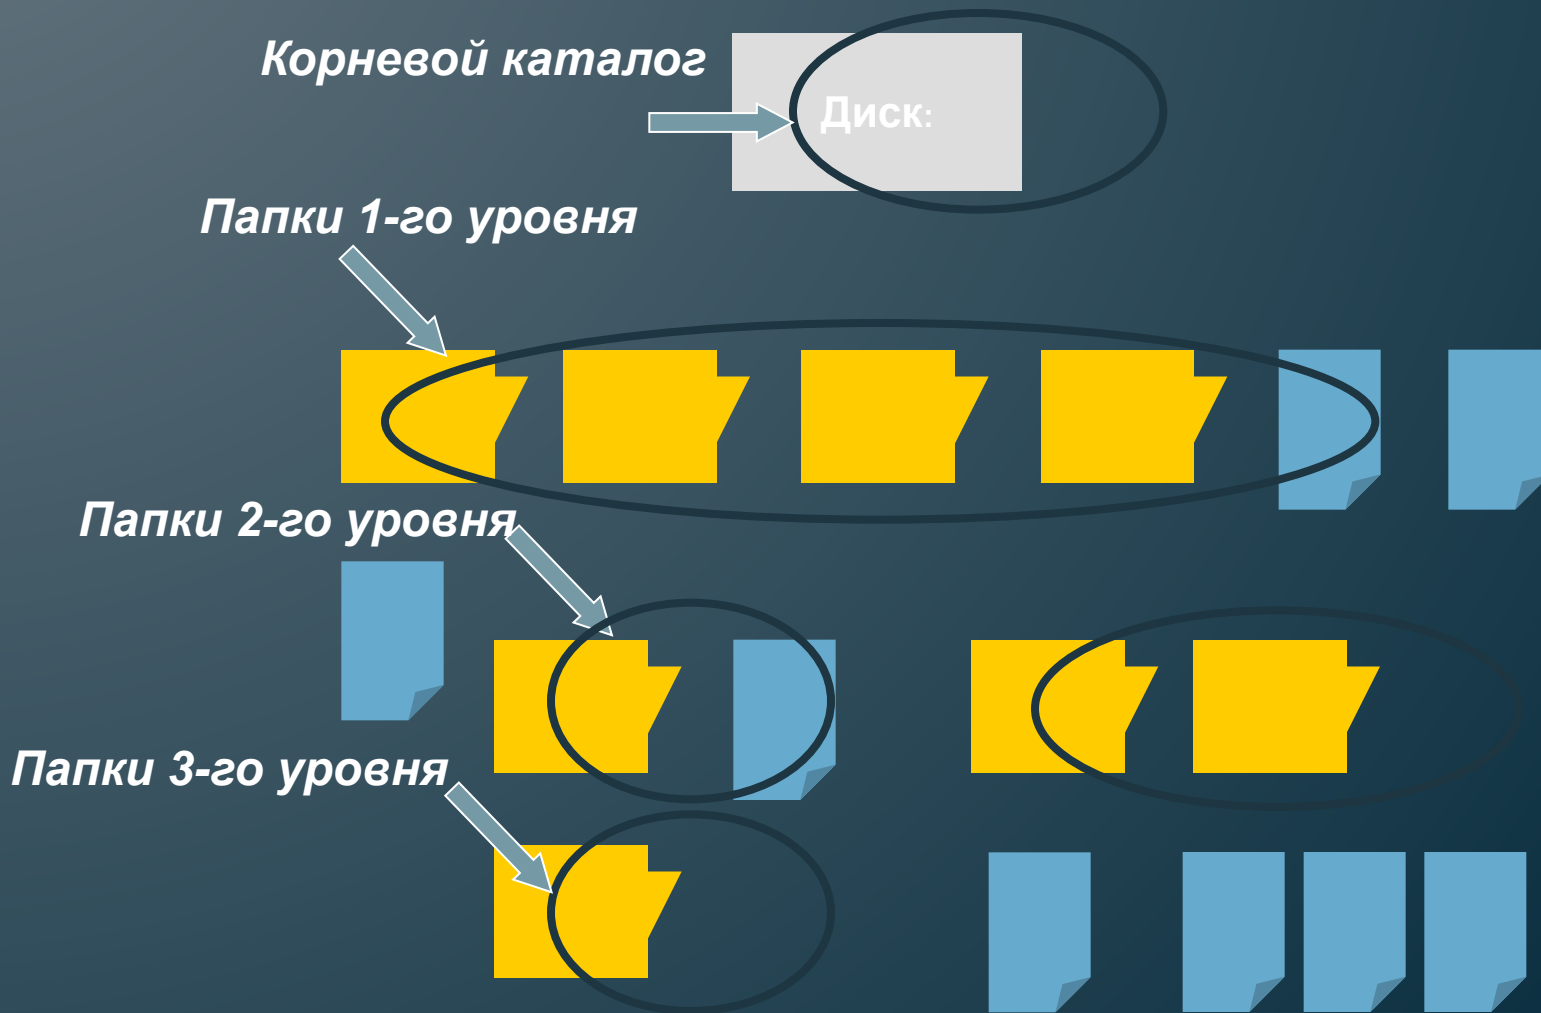 Корневой каталог
Диск:
Папки 1-го уровня
Папки 2-го уровня
Папки 3-го уровня